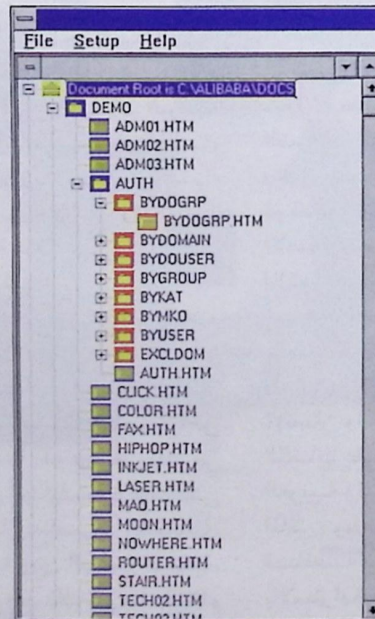 File Setup Help
Document Root is C:\ALIBABA\DOCS
DEMO
ADM01.HTM
ADM02.HTM
ADM03.HTM
AUTH
BYDOGRP
BYDOGRP.HTM
BYDOMAIN
BYDOUSER
BYGROUP
BYKAT
BYMKO
BYUSER
EXCLDOM
AUTH.HTM
CLICK.HTM
COLOR.HTM
FAX.HTM
HIPHOP.HTM
INKJET.HTM
LASER.HTM
MAO.HTM
MOON.HTM
NOWHERE.HTM
ROUTER.HTM
STAIR.HTM
TECH02.HTM